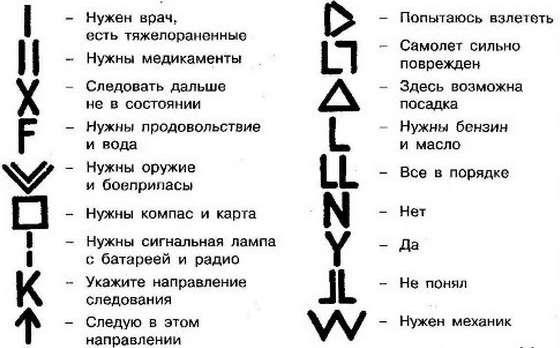 I – Нужен врач,
есть тяжелораненные
II – Нужны медикаменты
X – Следовать дальше
не в состоянии
F – Нужны продовольствие
и вода
– Нужны оружие
и боеприпасы
– Нужны компас и карта
– Нужны сигнальная лампа
с батареей и радио
K – Укажите направление
следования
– Следую в этом
направлении
– Попытаюсь взлететь
– Самолет сильно
поврежден
– Здесь возможна
посадка
L – Нужны бензин
и масло
LL – Все в порядке
N – Нет
Y – Да
– Не понял
W – Нужен механик